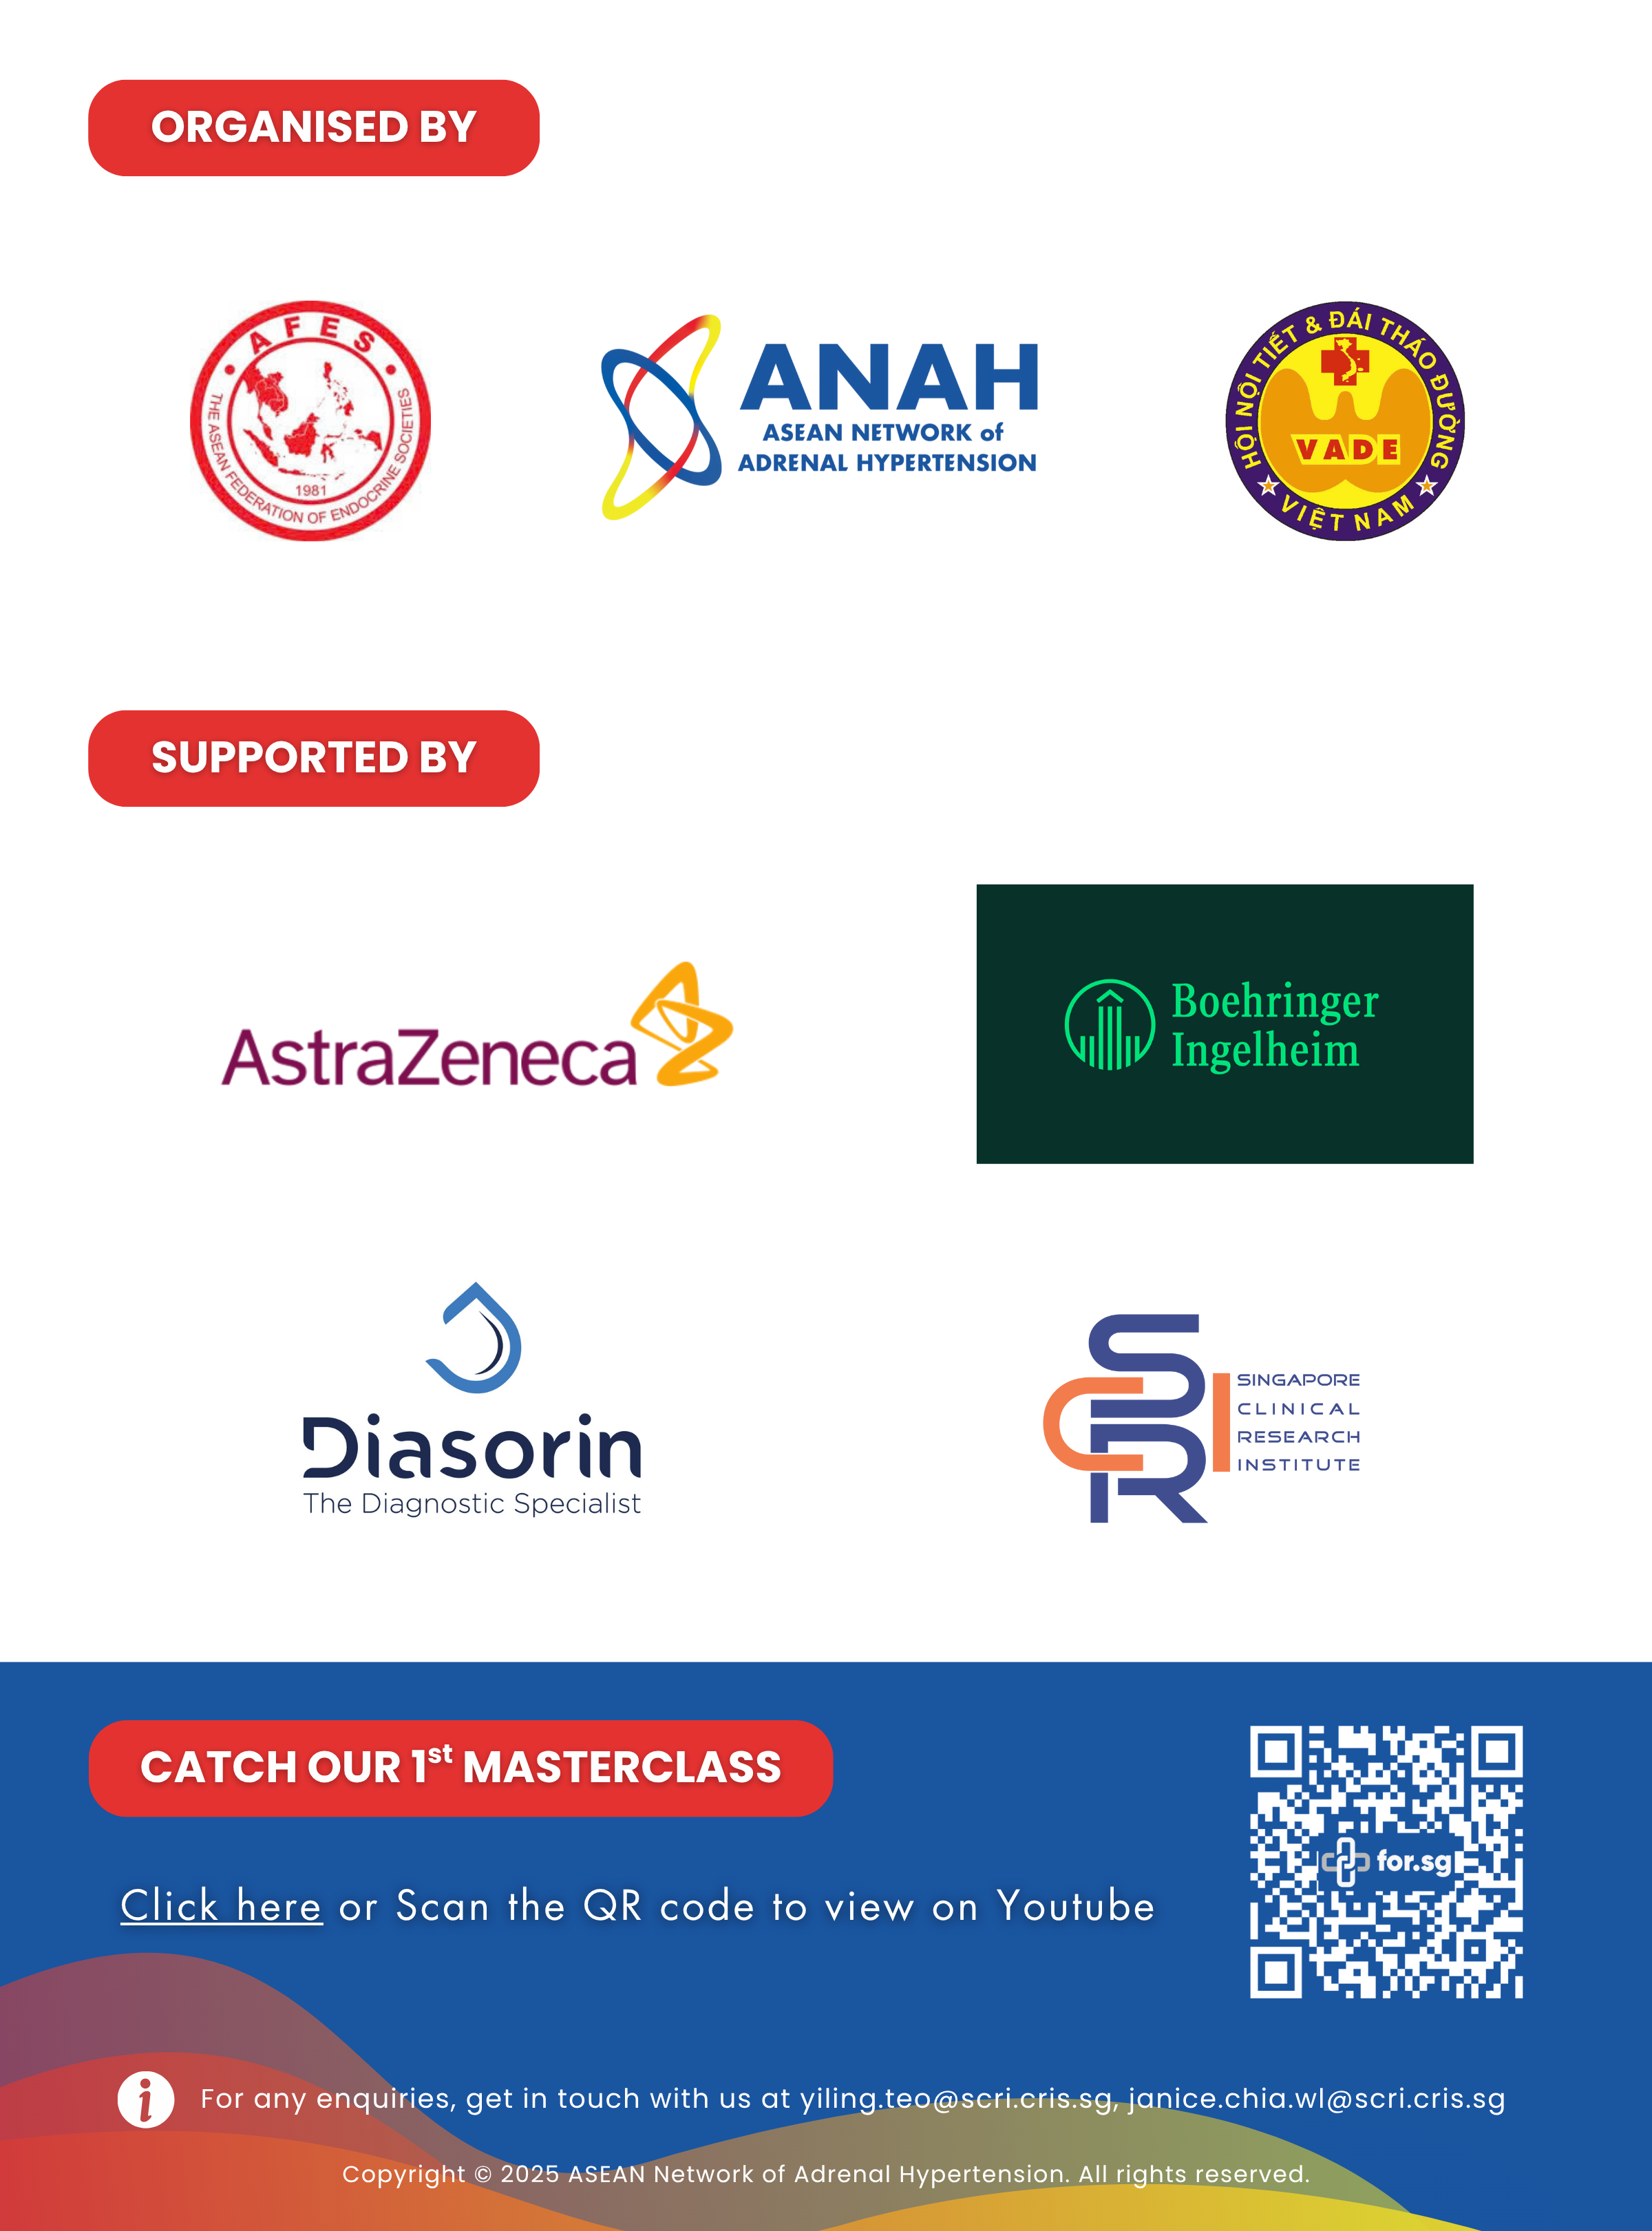 ORGANISED BY
AFES
THE ASEAN FEDERATION OF ENDOCRINE SOCIETIES
1981
ANAH
ASEAN NETWORK of
ADRENAL HYPERTENSION
HỘI NỘI TIẾT & ĐÁI THÁO ĐƯỜNG
VADE
VIỆT NAM
SUPPORTED BY
AstraZeneca
Boehringer
Ingelheim
Diasorin
The Diagnostic Specialist
SCRI
SINGAPORE
CLINICAL
RESEARCH
INSTITUTE
CATCH OUR 1st MASTERCLASS
for.sg
Click here or Scan the QR code to view on Youtube
i
For any enquiries, get in touch with us at yiling.teo@scri.cris.sg, janice.chia.wl@scri.cris.sg
Copyright © 2025 ASEAN Network of Adrenal Hypertension. All rights reserved.